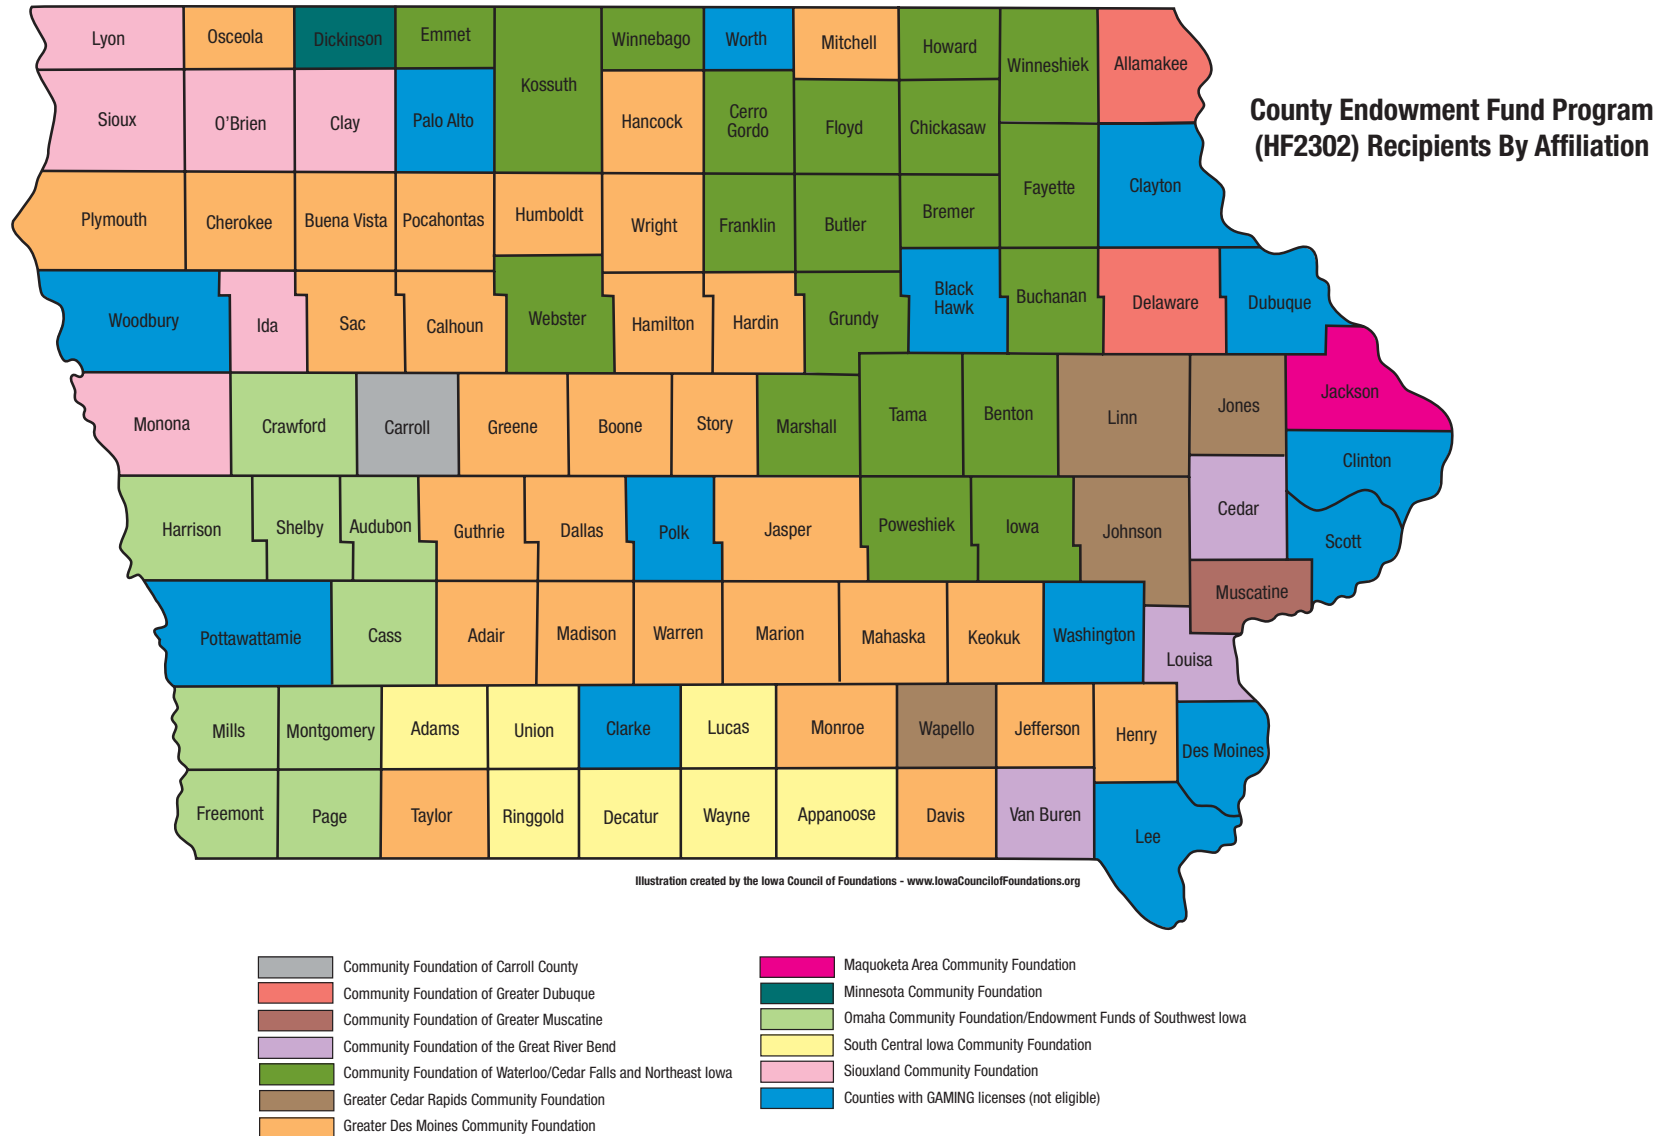 County Endowment Fund Program
(HF2302) Recipients By Affiliation
Lyon
Osceola
Dickinson
Emmet
Kossuth
Winnebago
Worth
Mitchell
Howard
Winneshiek
Allamakee
Sioux
O'Brien
Clay
Palo Alto
Hancock
Cerro
Gordo
Floyd
Chickasaw
Fayette
Clayton
Plymouth
Cherokee
Buena Vista
Pocahontas
Humboldt
Wright
Franklin
Butler
Bremer
Woodbury
Ida
Sac
Calhoun
Webster
Hamilton
Hardin
Grundy
Black
Hawk
Buchanan
Delaware
Dubuque
Monona
Crawford
Carroll
Greene
Boone
Story
Marshall
Tama
Benton
Linn
Jones
Jackson
Clinton
Harrison
Shelby
Audubon
Guthrie
Dallas
Polk
Jasper
Poweshiek
Iowa
Johnson
Cedar
Scott
Muscatine
Pottawattamie
Cass
Adair
Madison
Warren
Marion
Mahaska
Keokuk
Washington
Louisa
Mills
Montgomery
Adams
Union
Clarke
Lucas
Monroe
Wapello
Jefferson
Henry
Des Moines
Freemont
Page
Taylor
Ringgold
Decatur
Wayne
Appanoose
Davis
Van Buren
Lee
Illustration created by the Iowa Council of Foundations - www.IowaCouncilofFoundations.org
Community Foundation of Carroll County
Community Foundation of Greater Dubuque
Community Foundation of Greater Muscatine
Community Foundation of the Great River Bend
Community Foundation of Waterloo/Cedar Falls and Northeast Iowa
Greater Cedar Rapids Community Foundation
Greater Des Moines Community Foundation
Maquoketa Area Community Foundation
Minnesota Community Foundation
Omaha Community Foundation/Endowment Funds of Southwest Iowa
South Central Iowa Community Foundation
Siouxland Community Foundation
Counties with GAMING licenses (not eligible)